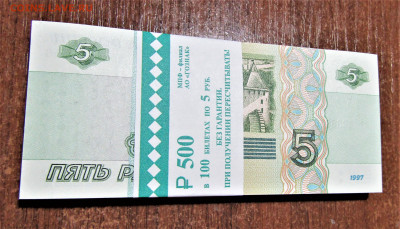 5
5
ПЯТЬ Р
МПФ - филиал
АО «ГОЗНАК»
₽ 500
в 100 билетах по 5 руб.
БЕЗ ГАРАНТИИ.
ПРИ ПОЛУЧЕНИИ ПЕРЕСЧИТЫВАТЬ!
5
1997